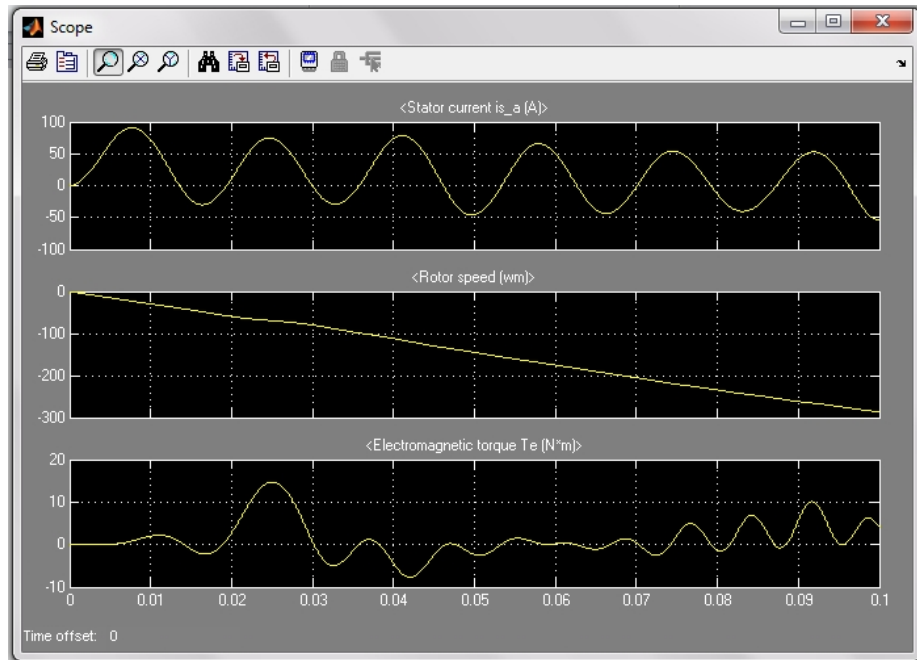 Scope
<Stator current is_a (A)>
100
50
0
-50
-100
<Rotor speed (wm)>
0
-100
-200
-300
<Electromagnetic torque Te (N*m)>
20
10
0
-10
0 0.01 0.02 0.03 0.04 0.05 0.06 0.07 0.08 0.09 0.1
Time offset: 0